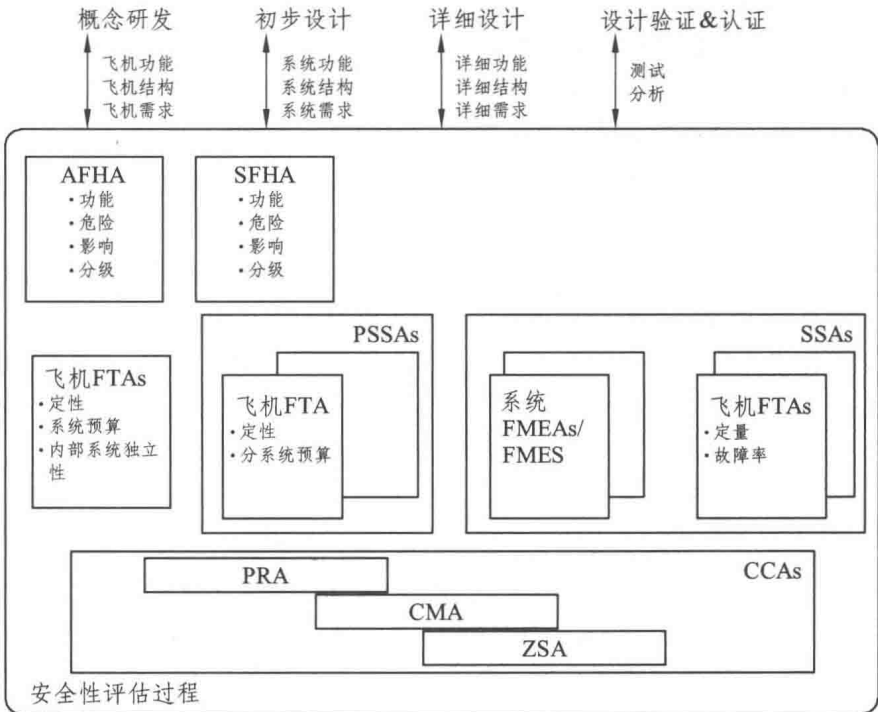 概念研发
初步设计
详细设计
设计验证&认证
飞机功能
飞机结构
飞机需求
系统功能
系统结构
系统需求
详细功能
详细结构
详细需求
测试
分析
AFHA
·功能
·危险
·影响
·分级
SFHA
·功能
·危险
·影响
·分级
飞机FTAs
·定性
·系统预算
·内部系统独立
性
PSSAs
飞机FTA
·定性
·分系统预算
SSAs
系统
FMEAs/
FMES
飞机FTAs
·定量
·故障率
CCAs
PRA
CMA
ZSA
安全性评估过程